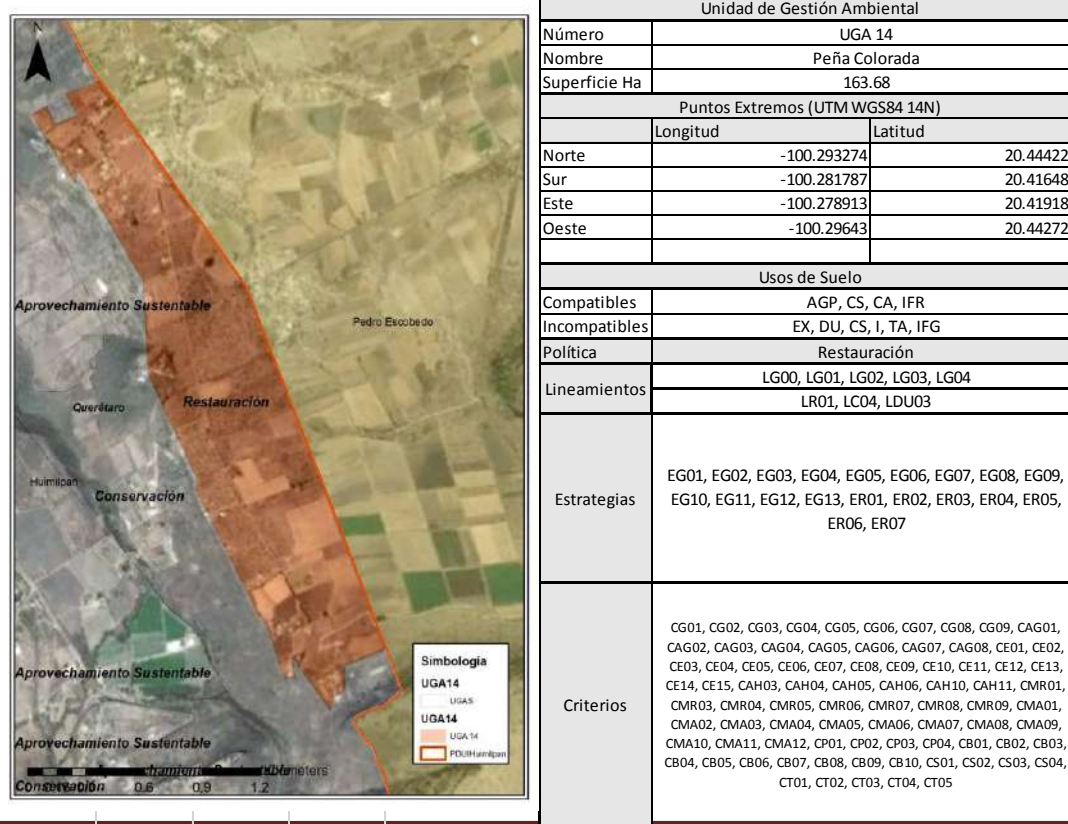 N
Aprovechamiento Sustentable
Pedro Escobedo
Restauración
Querétaro
Huimilpan
Conservación
Aprovechamiento Sustentable
Aprovechamiento Sustentable
Conservación
0.6 0.9 1.2
Simbología
UGA14
UGAS
UGA14
UGA 14
PDUIHuimilpan
Unidad de Gestión Ambiental
Número UGA 14
Nombre Peña Colorada
Superficie Ha 163.68
Puntos Extremos (UTM WGS84 14N)
Longitud Latitud
Norte -100.293274 20.44422
Sur -100.281787 20.41648
Este -100.278913 20.41918
Oeste -100.29643 20.44272
Usos de Suelo
Compatibles AGP, CS, CA, IFR
Incompatibles EX, DU, CS, I, TA, IFG
Política Restauración
Lineamientos
LG00, LG01, LG02, LG03, LG04
LR01, LC04, LDU03
Estrategias
EG01, EG02, EG03, EG04, EG05, EG06, EG07, EG08, EG09,
EG10, EG11, EG12, EG13, ER01, ER02, ER03, ER04, ER05,
ER06, ER07
Criterios
CG01, CG02, CG03, CG04, CG05, CG06, CG07, CG08, CG09, CAG01,
CAG02, CAG03, CAG04, CAG05, CAG06, CAG07, CAG08, CE01, CE02,
CE03, CE04, CE05, CE06, CE07, CE08, CE09, CE10, CE11, CE12, CE13,
CE14, CE15, CAH03, CAH04, CAH05, CAH06, CAH10, CAH11, CMR01,
CMR03, CMR04, CMR05, CMR06, CMR07, CMR08, CMR09, CMA01,
CMA02, CMA03, CMA04, CMA05, CMA06, CMA07, CMA08, CMA09,
CMA10, CMA11, CMA12, CP01, CP02, CP03, CP04, CB01, CB02, CB03,
CB04, CB05, CB06, CB07, CB08, CB09, CB10, CS01, CS02, CS03, CS04,
CT01, CT02, CT03, CT04, CT05